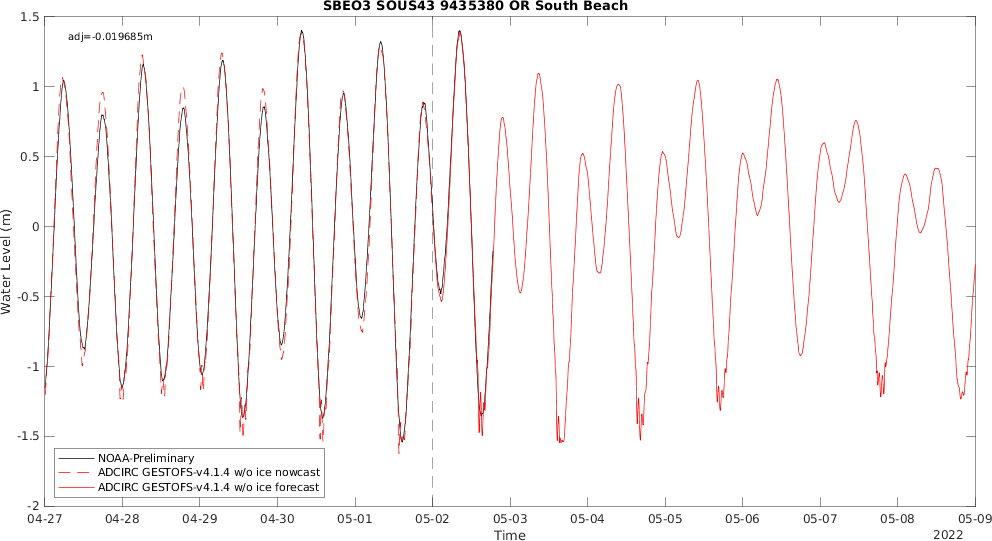 SBEO3 SOUS43 9435380 OR South Beach
adj=-0.019685m
1.5
1
0.5
0
-0.5
-1
-1.5
-2
Water Level (m)
NOAA-Preliminary
ADCIRC GESTOFS-v4.1.4 w/o ice nowcast
ADCIRC GESTOFS-v4.1.4 w/o ice forecast
04-27 04-28 04-29 04-30 05-01 05-02 05-03 05-04 05-05 05-06 05-07 05-08 05-09
Time
2022